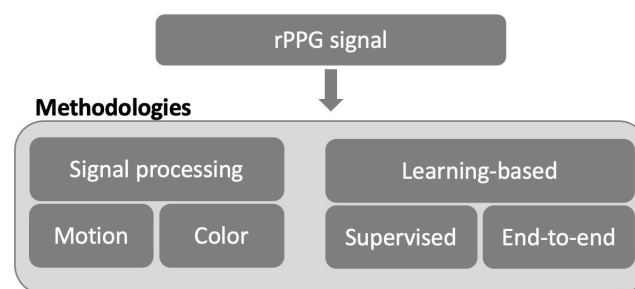 rPPG signal
Methodologies
Signal processing
Learning-based
Motion
Color
Supervised
End-to-end